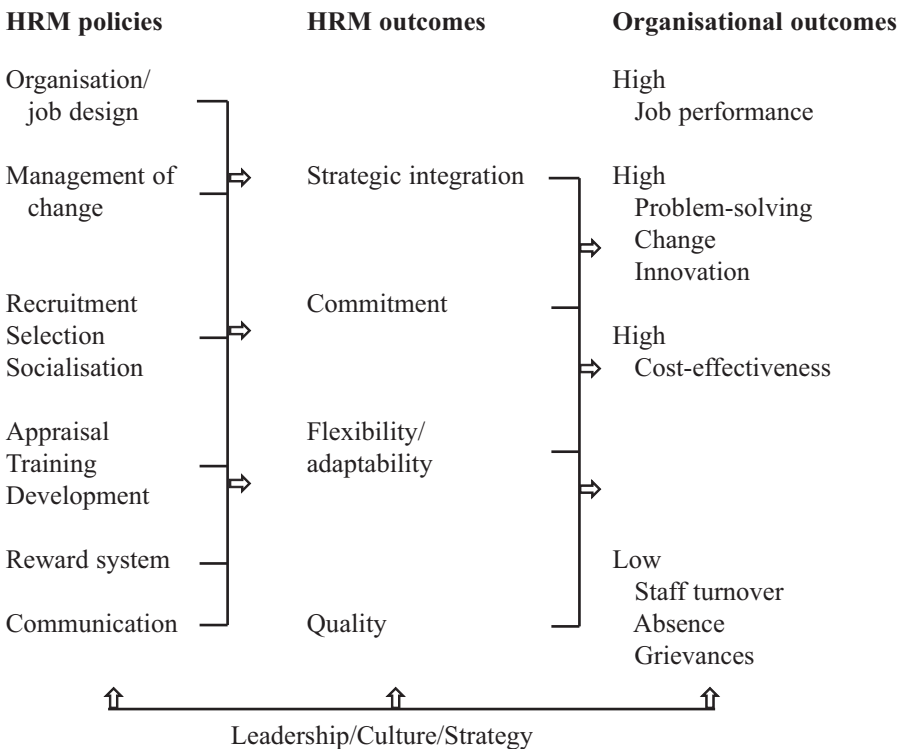 HRM policies
HRM outcomes
Organisational outcomes
Organisation/
job design
Management of
change
Recruitment
Selection
Socialisation
Appraisal
Training
Development
Reward system
Communication
Strategic integration
Commitment
Flexibility/
adaptability
Quality
High
Job performance
High
Problem-solving
Change
Innovation
High
Cost-effectiveness
Low
Staff turnover
Absence
Grievances
Leadership/Culture/Strategy